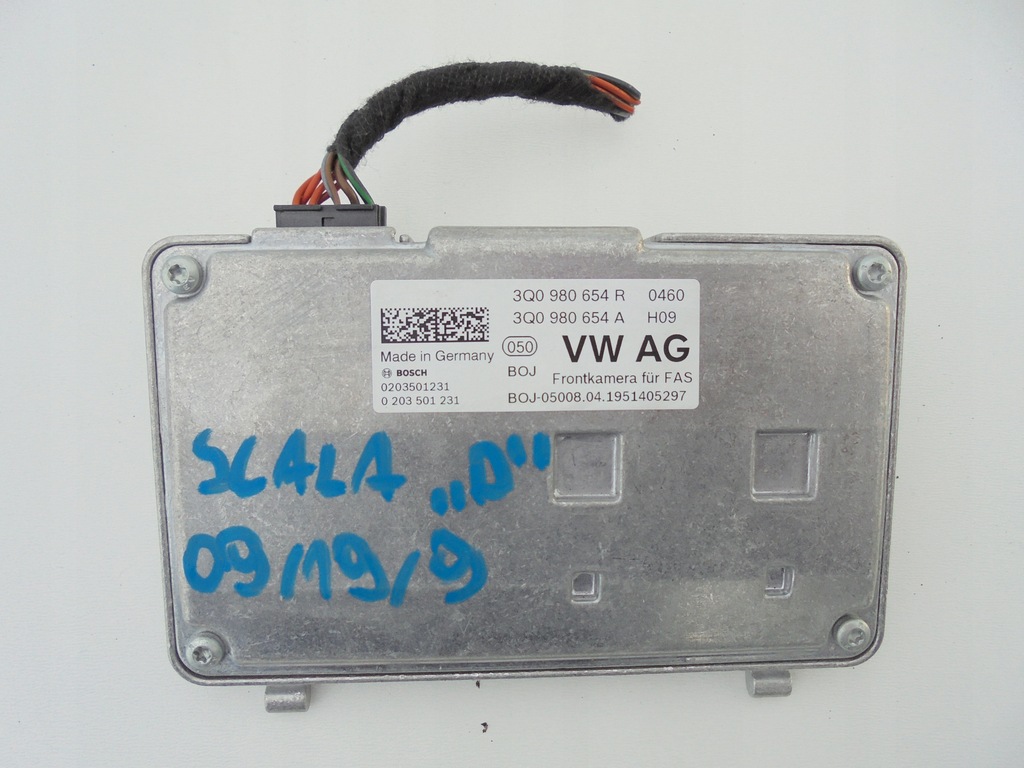 3Q0 980 654 R 0460
3Q0 980 654 A H09
Made in Germany 050 VW AG
BOSCH BOJ Frontkamera für FAS
0203501231
0 203 501 231 BOJ-05008.04.1951405297
SCALA „D"
09/19/9